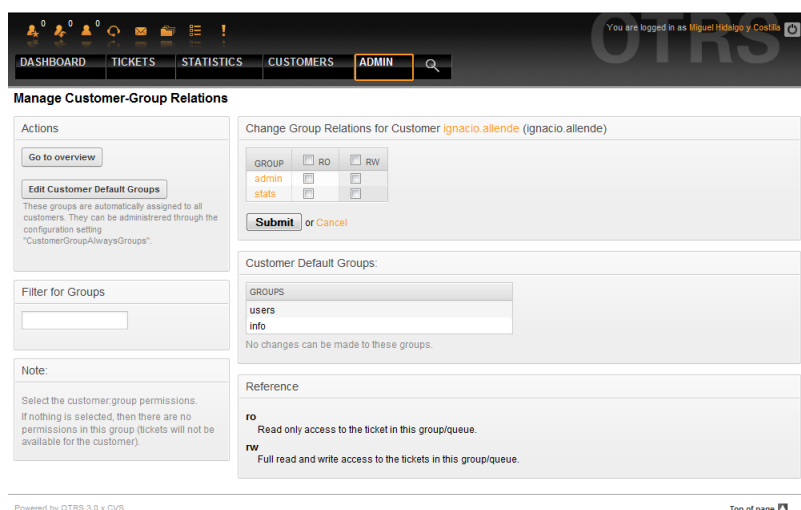 0 0 0
You are logged in as Miguel Hidalgo y Costilla
OTRS
DASHBOARD TICKETS STATISTICS CUSTOMERS ADMIN
Manage Customer-Group Relations
Actions
Go to overview
Edit Customer Default Groups
These groups are automatically assigned to all
customers. They can be administrered through the
configuration setting
"CustomerGroupAlwaysGroups".
Filter for Groups
Note:
Select the customer:group permissions.
If nothing is selected, then there are no
permissions in this group (tickets will not be
available for the customer).
Change Group Relations for Customer ignacio.allende (ignacio.allende)
GROUP RO RW
admin
stats
Submit or Cancel
Customer Default Groups:
GROUPS
users
info
No changes can be made to these groups.
Reference
ro
Read only access to the ticket in this group/queue.
rw
Full read and write access to the tickets in this group/queue.
Powered by OTRS 3.0.x CVS
Top of page